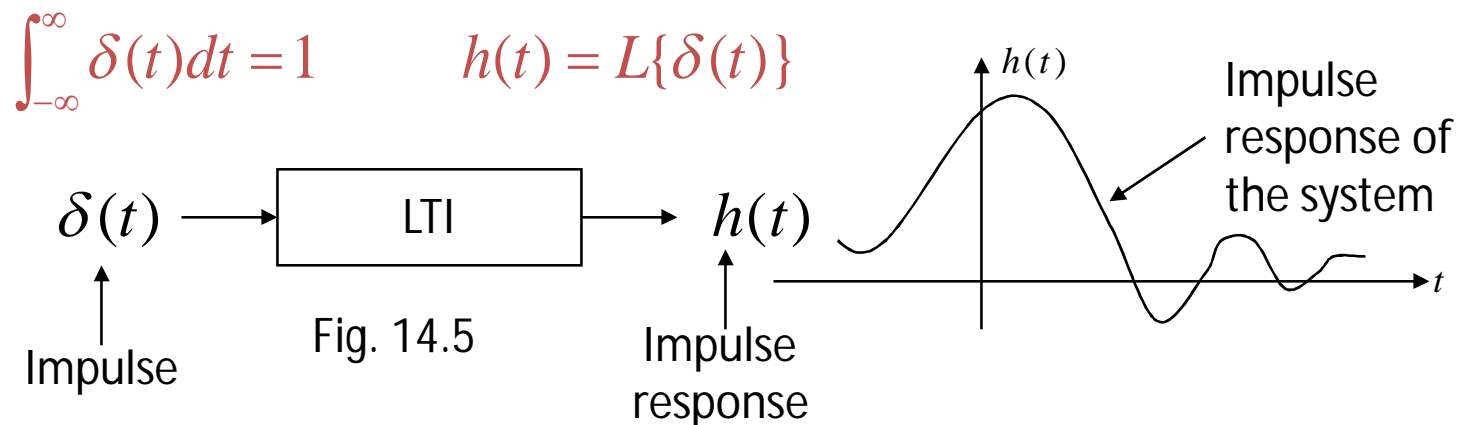 ∫_{-∞}^{∞} δ(t)dt = 1 h(t) = L{δ(t)}
δ(t)
LTI
h(t)
Impulse
Fig. 14.5
Impulse
response
h(t)
Impulse
response of
the system
t